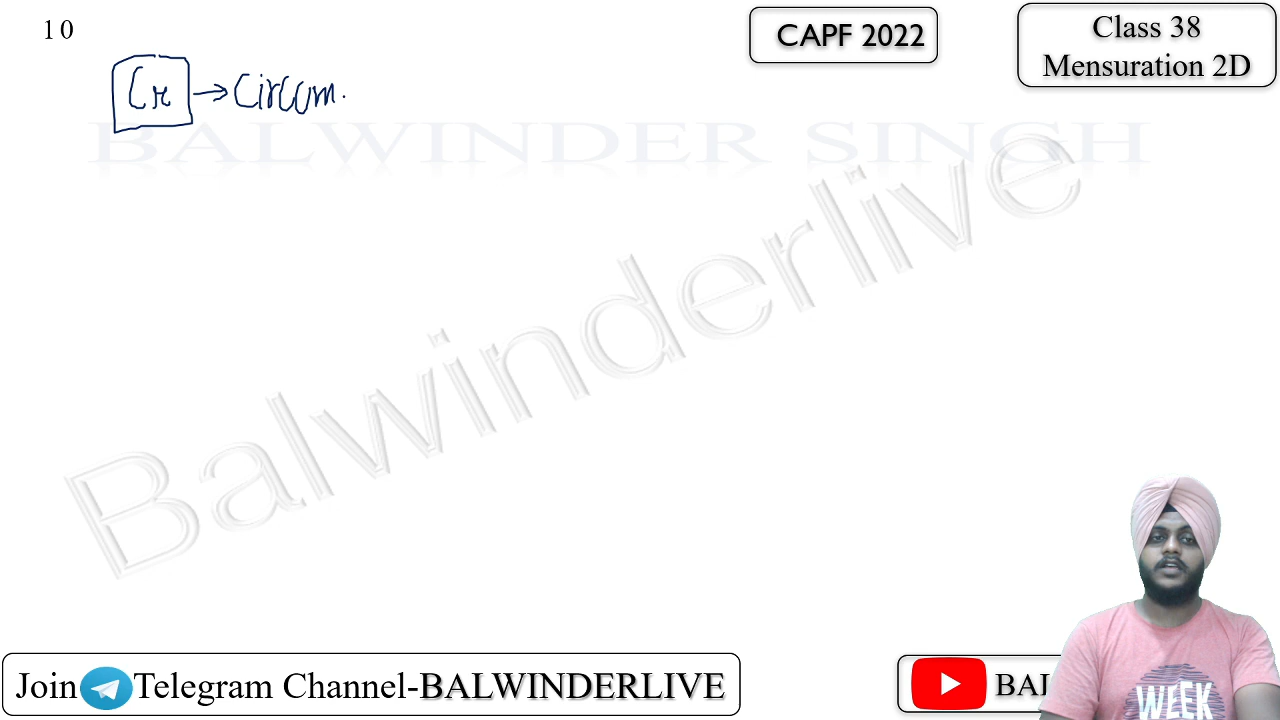 10
CAPF 2022
Class 38
Mensuration 2D
Cr → Circum.
BALWINDER SINGH
Balwinderlive
Join Telegram Channel-BALWINDERLIVE
BAL
WEEK